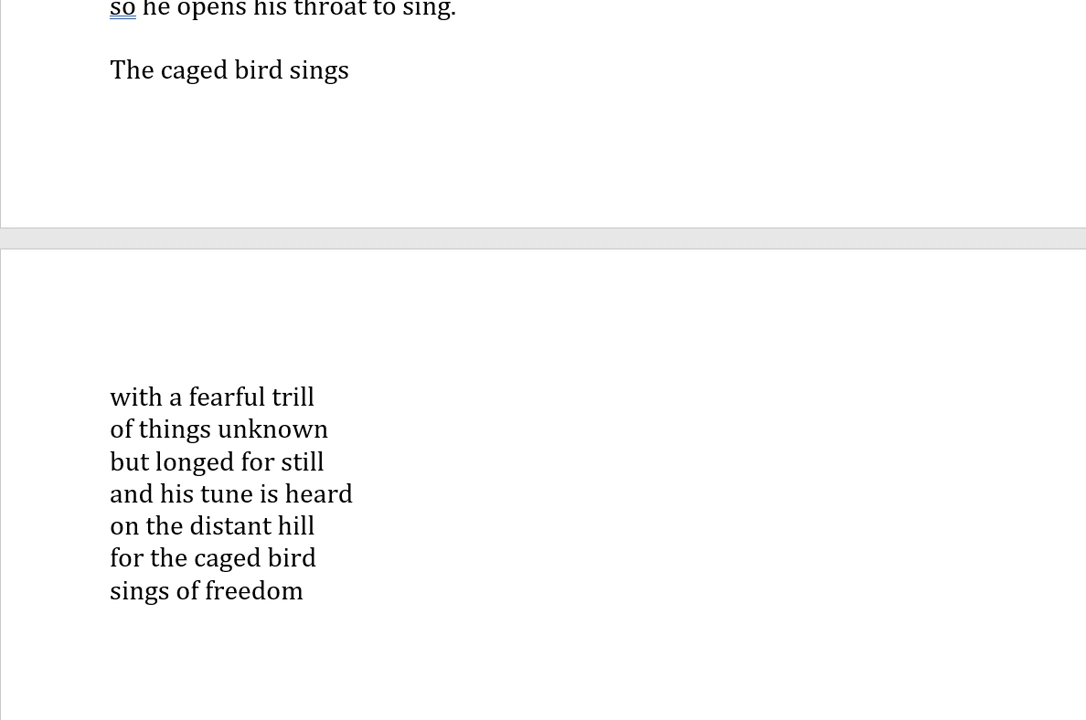 so he opens his throat to sing.
The caged bird sings
with a fearful trill
of things unknown
but longed for still
and his tune is heard
on the distant hill
for the caged bird
sings of freedom